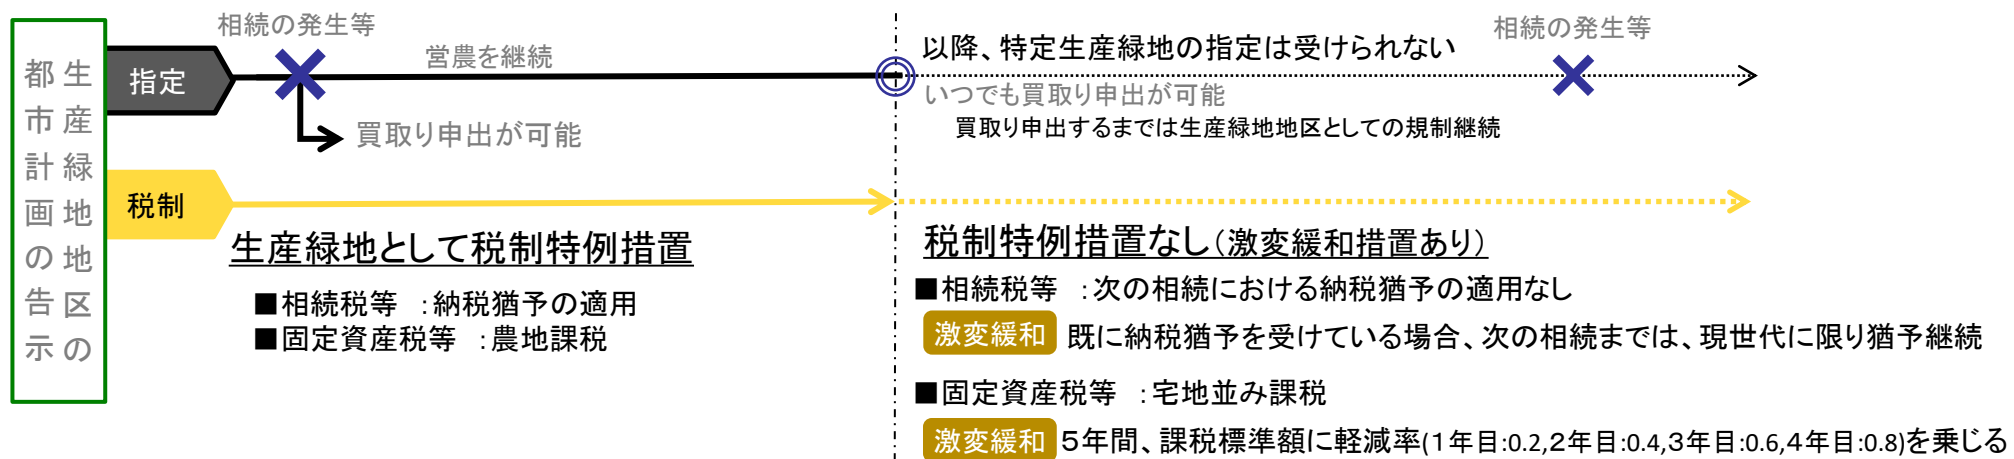 生産緑地地区の
都市計画の告示
指定
相続の発生等
営農を継続
買取り申出が可能
以降、特定生産緑地の指定は受けられない
相続の発生等
いつでも買取り申出が可能
買取り申出するまでは生産緑地地区としての規制継続
税制
生産緑地として税制特例措置
■相続税等 :納税猶予の適用
■固定資産税等 :農地課税
税制特例措置なし(激変緩和措置あり)
■相続税等 :次の相続における納税猶予の適用なし
激変緩和 既に納税猶予を受けている場合、次の相続までは、現世代に限り猶予継続
■固定資産税等 :宅地並み課税
激変緩和 5年間、課税標準額に軽減率(1年目:0.2,2年目:0.4,3年目:0.6,4年目:0.8)を乗じる